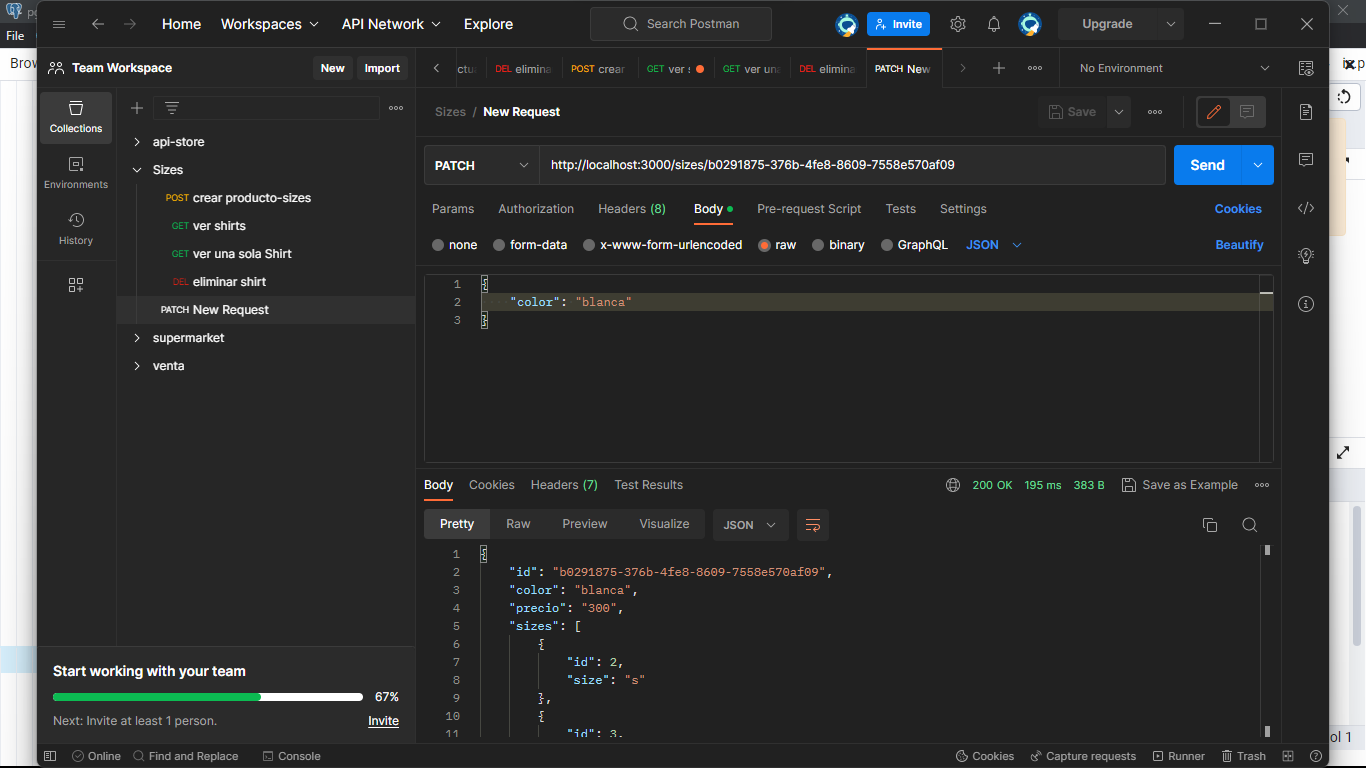 Home Workspaces API Network Explore Search Postman Invite Upgrade
File
Brow
Team Workspace New Import
DEL elimina POST crear GET ver s GET ver una DEL elimina PATCH New No Environment
Collections
Environments
History
api-store
Sizes
POST crear producto-sizes
GET ver shirts
GET ver una sola Shirt
DEL eliminar shirt
PATCH New Request
supermarket
venta
Start working with your team
67%
Next: Invite at least 1 person. Invite
Sizes / New Request Save
PATCH http://localhost:3000/sizes/b0291875-376b-4fe8-8609-7558e570af09 Send
Params Authorization Headers (8) Body Pre-request Script Tests Settings Cookies
none form-data x-www-form-urlencoded raw binary GraphQL JSON Beautify
1 {
2 "color": "blanca"
3 }
Body Cookies Headers (7) Test Results 200 OK 195 ms 383 B Save as Example
Pretty Raw Preview Visualize JSON
1 {
2 "id": "b0291875-376b-4fe8-8609-7558e570af09",
3 "color": "blanca",
4 "precio": "300",
5 "sizes": [
6 {
7 "id": 2,
8 "size": "s"
9 },
10 {
11 "id": 3,
Online Find and Replace Console Cookies Capture requests Runner Trash
ol 1